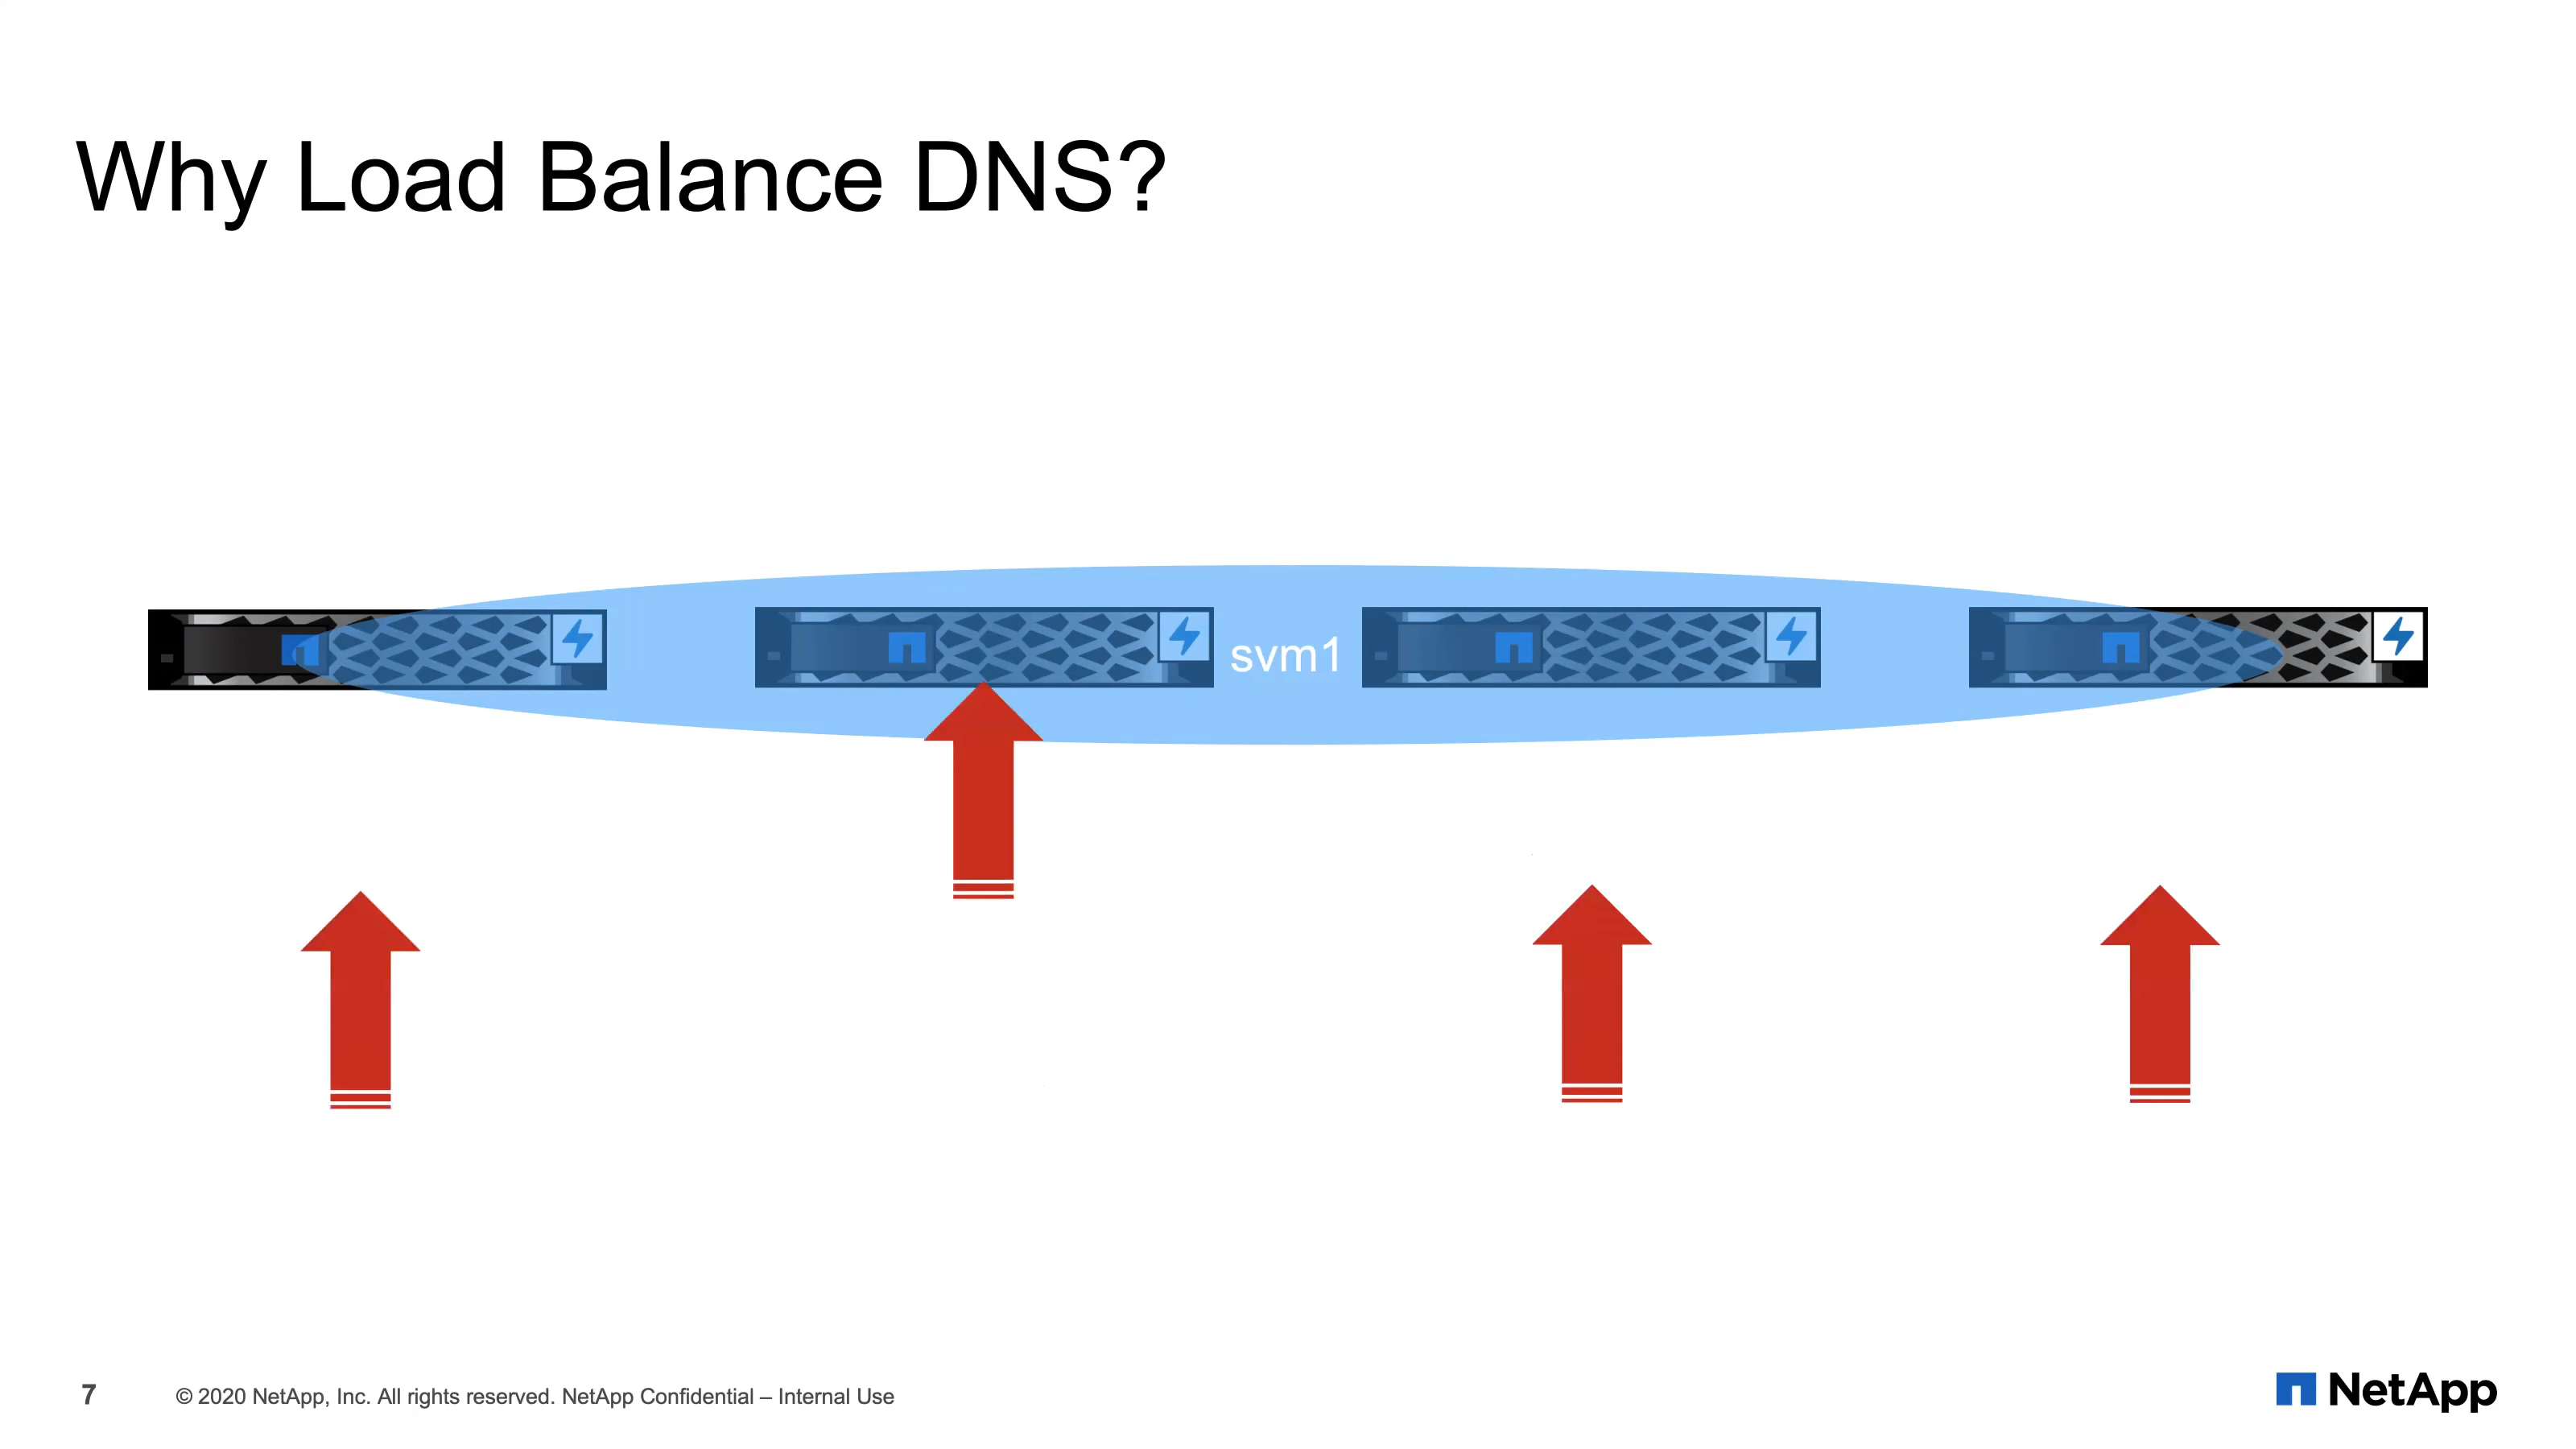 Why Load Balance DNS?
svm1
7
© 2020 NetApp, Inc. All rights reserved. NetApp Confidential – Internal Use
NetApp